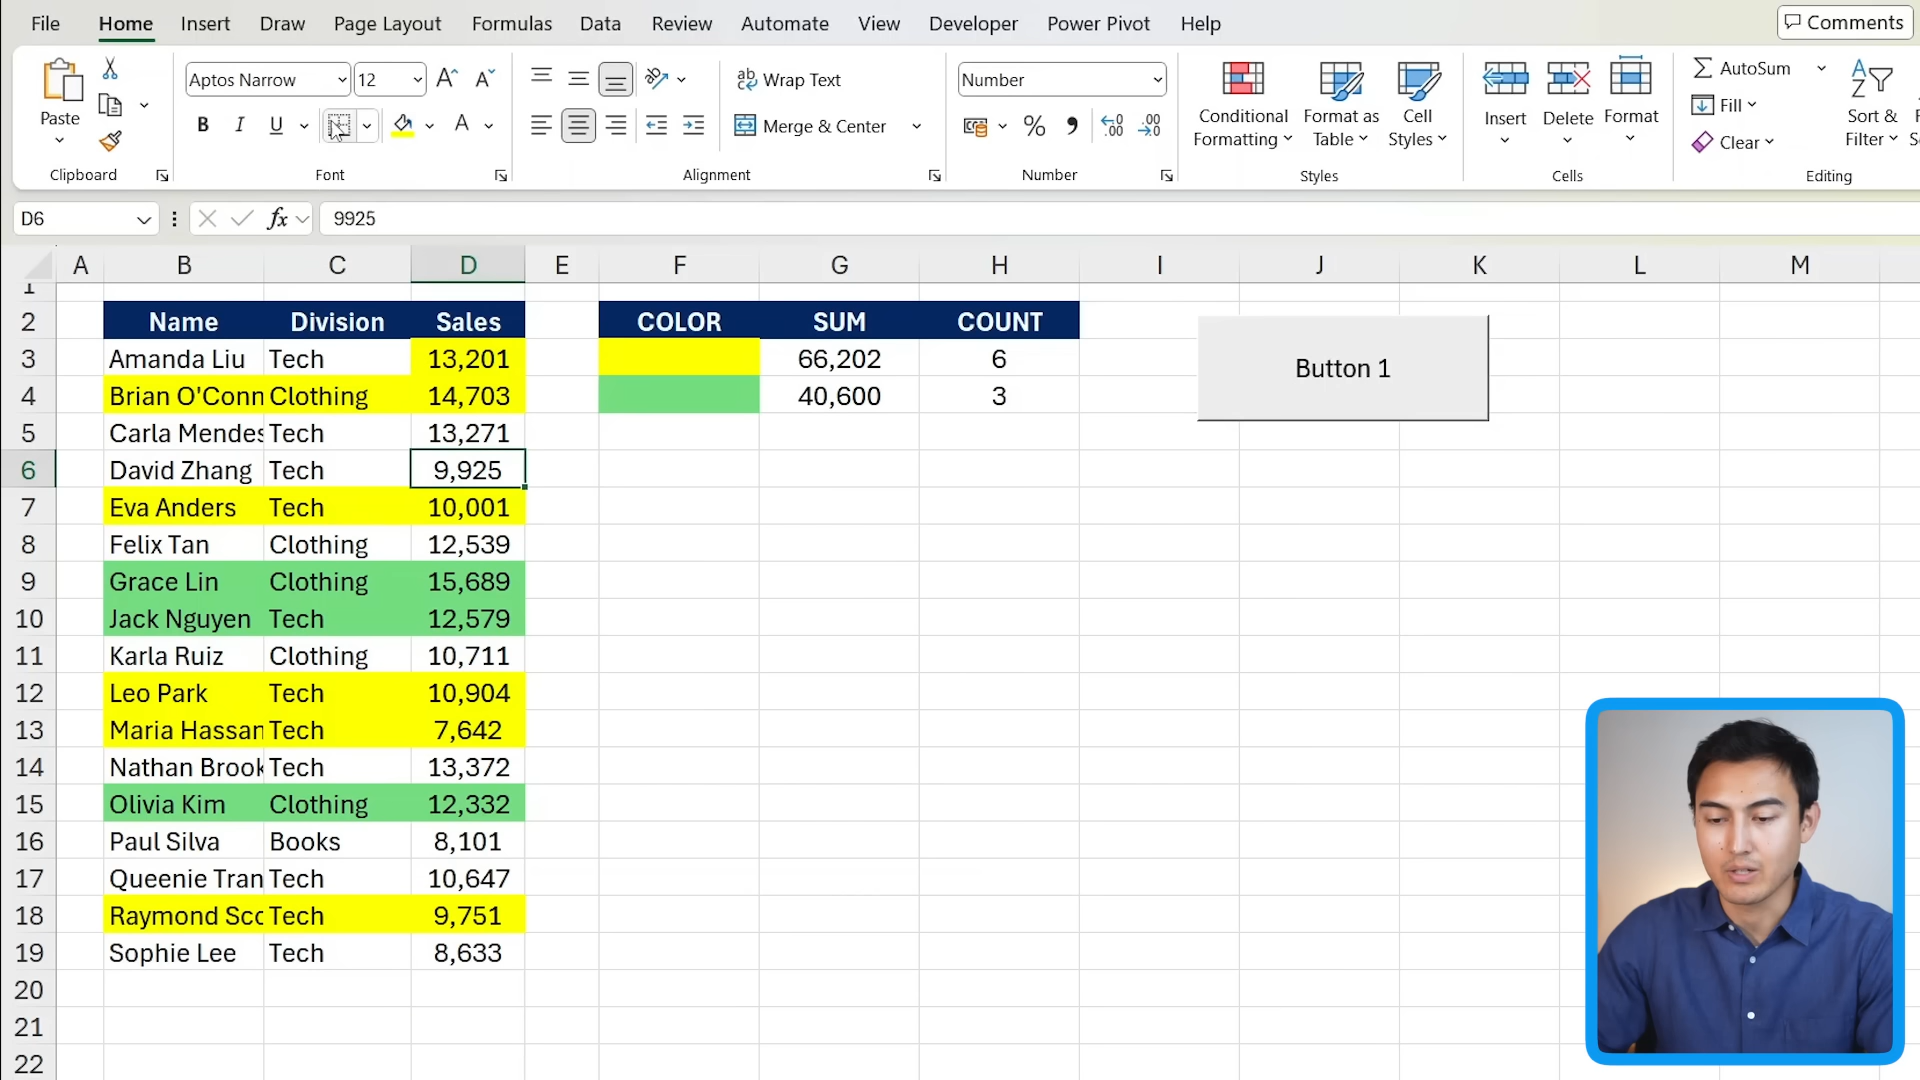 File Home Insert Draw Page Layout Formulas Data Review Automate View Developer Power Pivot Help Comments
Paste Aptos Narrow 12 Wrap Text Number Conditional Formatting Format as Table Cell Styles Insert Delete Format AutoSum Fill Clear Sort & Filter
B I U A Merge & Center % 9
Clipboard Font Alignment Number Styles Cells Editing
D6 fx 9925
A B C D E F G H I J K L M
1
2 Name Division Sales COLOR SUM COUNT
3 Amanda Liu Tech 13,201 66,202 6
Button 1
4 Brian O'Conn Clothing 14,703 40,600 3
5 Carla Mendes Tech 13,271
6 David Zhang Tech 9,925
7 Eva Anders Tech 10,001
8 Felix Tan Clothing 12,539
9 Grace Lin Clothing 15,689
10 Jack Nguyen Tech 12,579
11 Karla Ruiz Clothing 10,711
12 Leo Park Tech 10,904
13 Maria Hassan Tech 7,642
14 Nathan Brook Tech 13,372
15 Olivia Kim Clothing 12,332
16 Paul Silva Books 8,101
17 Queenie Tran Tech 10,647
18 Raymond Sco Tech 9,751
19 Sophie Lee Tech 8,633
20
21
22